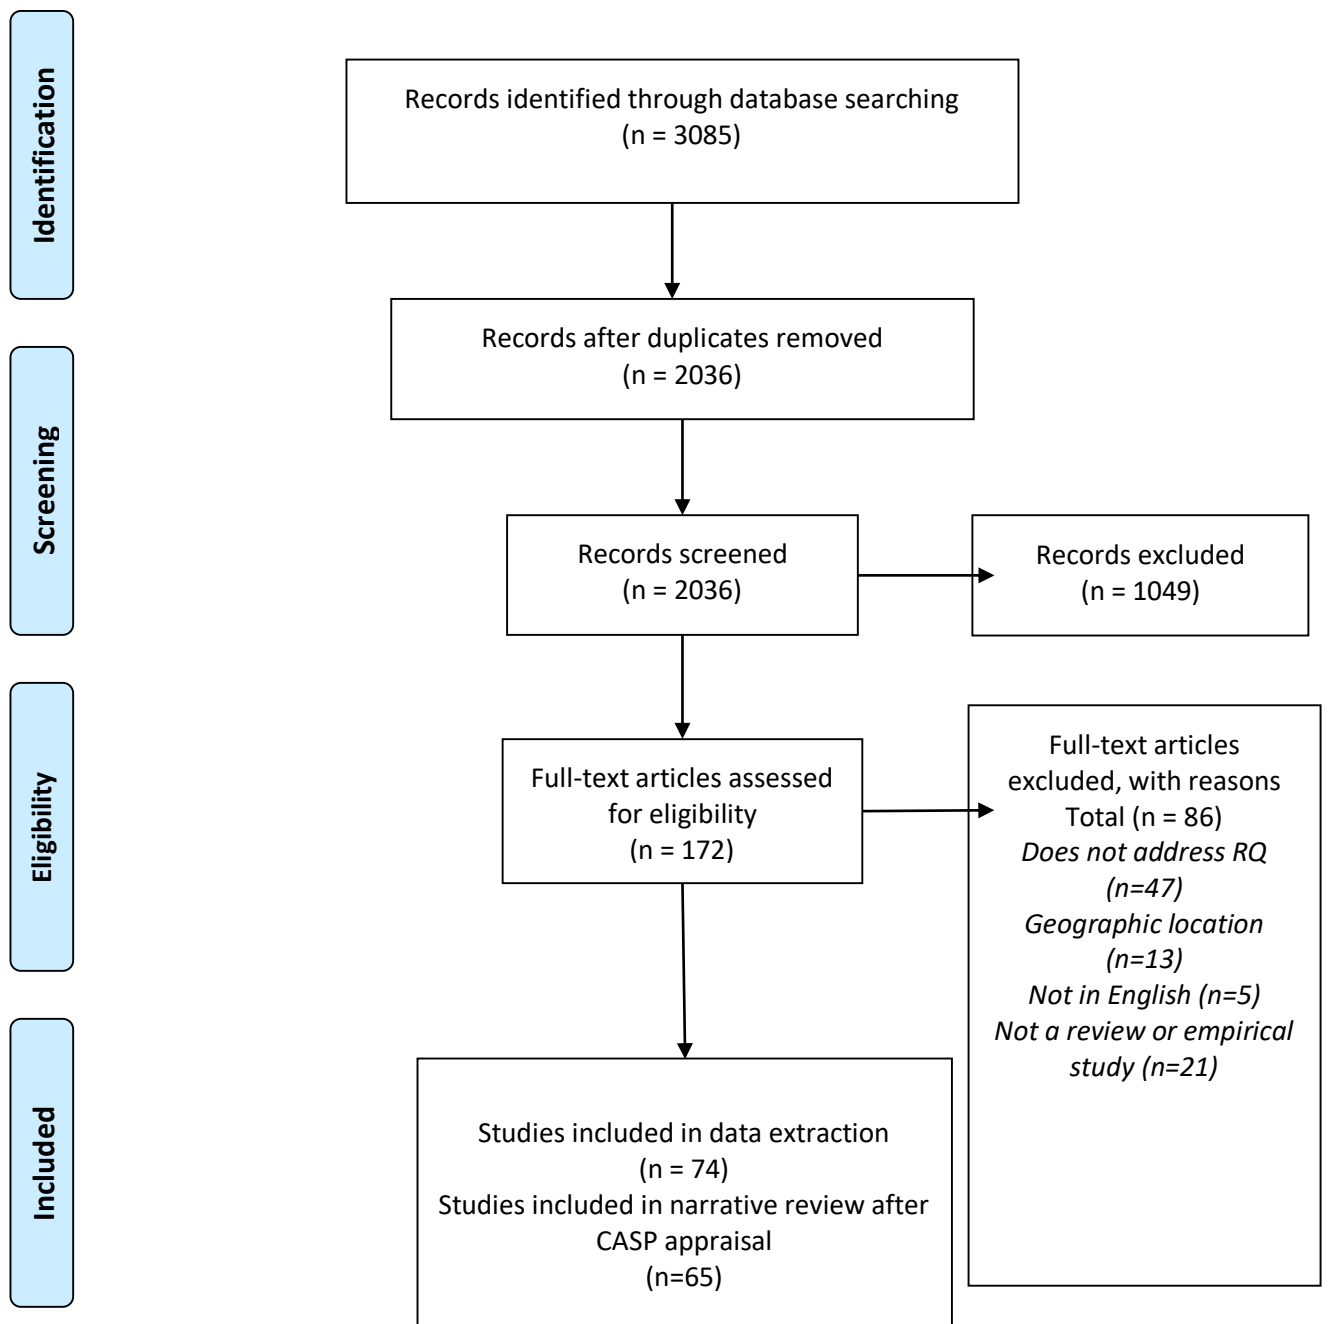 Identification
Records identified through database searching
(n = 3085)
Records after duplicates removed
(n = 2036)
Screening
Records screened
(n = 2036)
Records excluded
(n = 1049)
Eligibility
Full-text articles assessed
for eligibility
(n = 172)
Full-text articles
excluded, with reasons
Total (n = 86)
Does not address RQ
(n=47)
Geographic location
(n=13)
Not in English (n=5)
Not a review or empirical
study (n=21)
Included
Studies included in data extraction
(n = 74)
Studies included in narrative review after
CASP appraisal
(n=65)